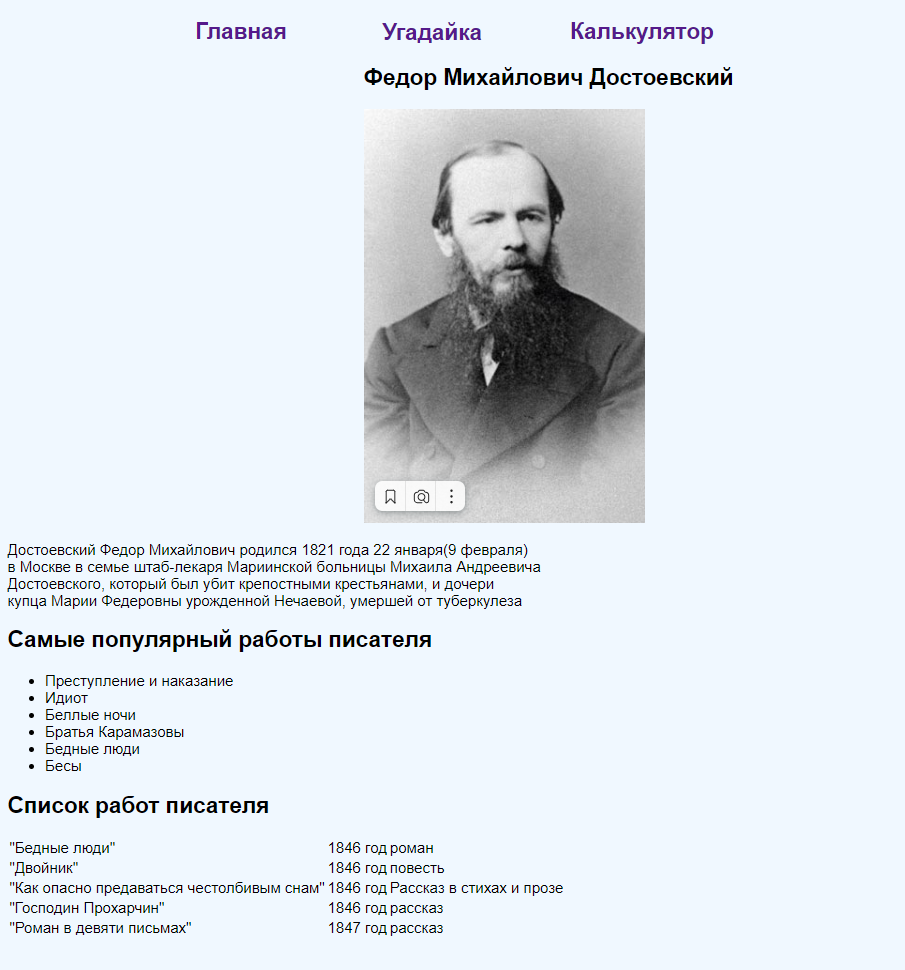 Главная Угадайка Калькулятор
Федор Михайлович Достоевский
Достоевский Федор Михайлович родился 1821 года 22 января(9 февраля)
в Москве в семье штаб-лекаря Мариинской больницы Михаила Андреевича
Достоевского, который был убит крепостными крестьянами, и дочери
купца Марии Федеровны урожденной Нечаевой, умершей от туберкулеза
Самые популярный работы писателя
Преступление и наказание
Идиот
Беллые ночи
Братья Карамазовы
Бедные люди
Бесы
Список работ писателя
"Бедные люди" 1846 год роман
"Двойник" 1846 год повесть
"Как опасно предаваться честолбивым снам" 1846 год Рассказ в стихах и прозе
"Господин Прохарчин" 1846 год рассказ
"Роман в девяти письмах" 1847 год рассказ